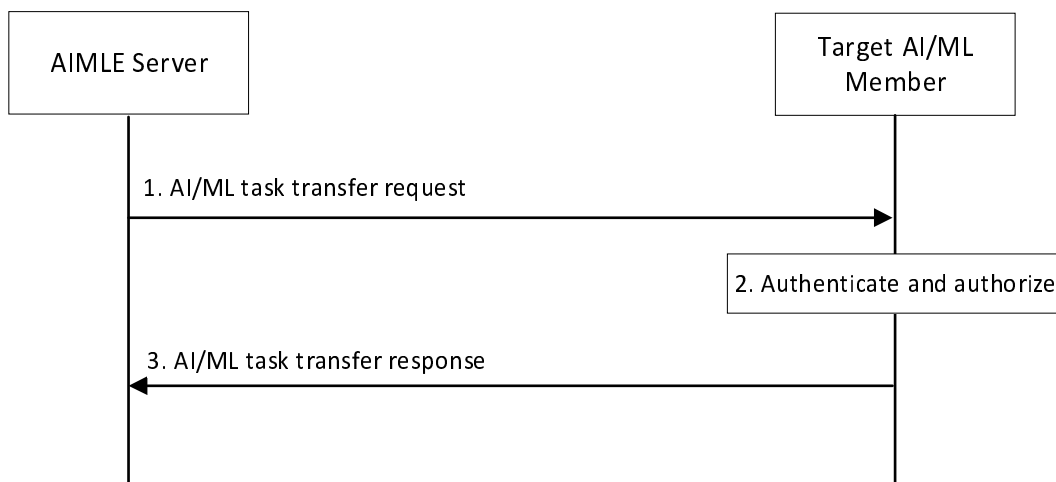 AIMLE Server
Target AI/ML
Member
1. AI/ML task transfer request
2. Authenticate and authorize
3. AI/ML task transfer response